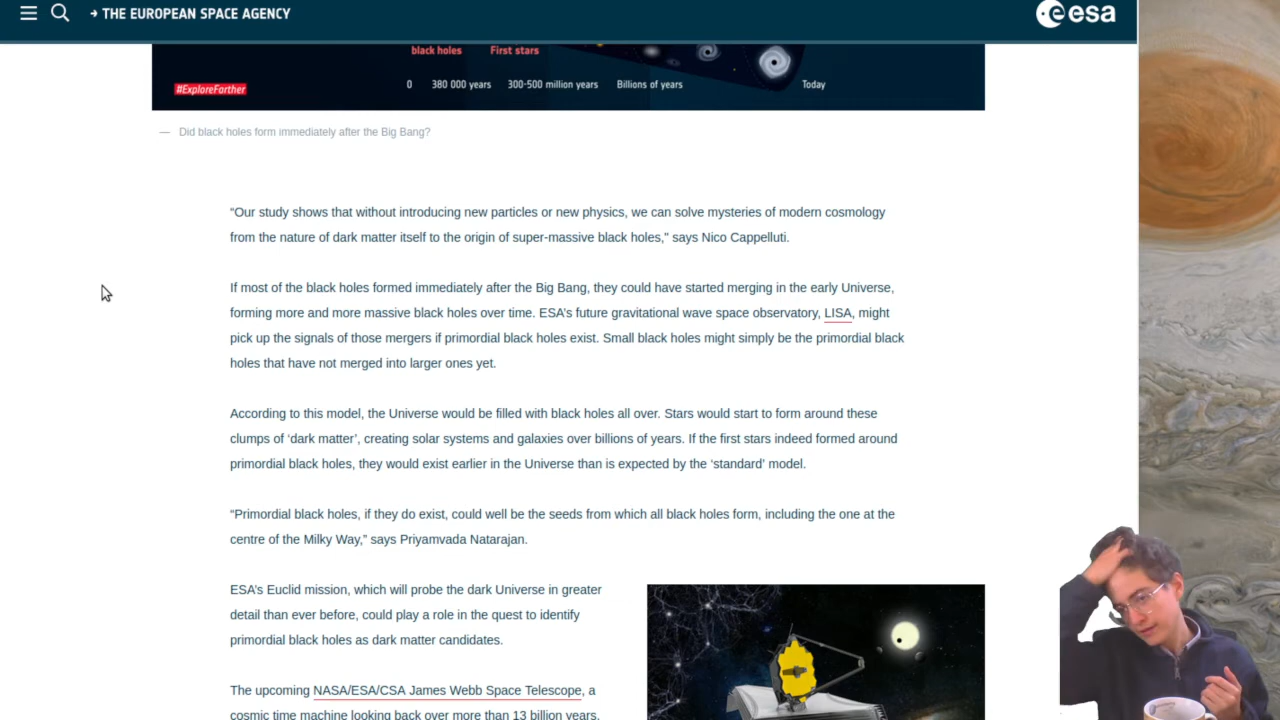 → THE EUROPEAN SPACE AGENCY
esa
black holes First stars
0 380 000 years 300-500 million years Billions of years Today
#ExploreFarther
— Did black holes form immediately after the Big Bang?
“Our study shows that without introducing new particles or new physics, we can solve mysteries of modern cosmology
from the nature of dark matter itself to the origin of super-massive black holes,” says Nico Cappelluti.
If most of the black holes formed immediately after the Big Bang, they could have started merging in the early Universe,
forming more and more massive black holes over time. ESA’s future gravitational wave space observatory, LISA, might
pick up the signals of those mergers if primordial black holes exist. Small black holes might simply be the primordial black
holes that have not merged into larger ones yet.
According to this model, the Universe would be filled with black holes all over. Stars would start to form around these
clumps of ‘dark matter’, creating solar systems and galaxies over billions of years. If the first stars indeed formed around
primordial black holes, they would exist earlier in the Universe than is expected by the ‘standard’ model.
“Primordial black holes, if they do exist, could well be the seeds from which all black holes form, including the one at the
centre of the Milky Way,” says Priyamvada Natarajan.
ESA’s Euclid mission, which will probe the dark Universe in greater
detail than ever before, could play a role in the quest to identify
primordial black holes as dark matter candidates.
The upcoming NASA/ESA/CSA James Webb Space Telescope, a
cosmic time machine looking back over more than 13 billion years,